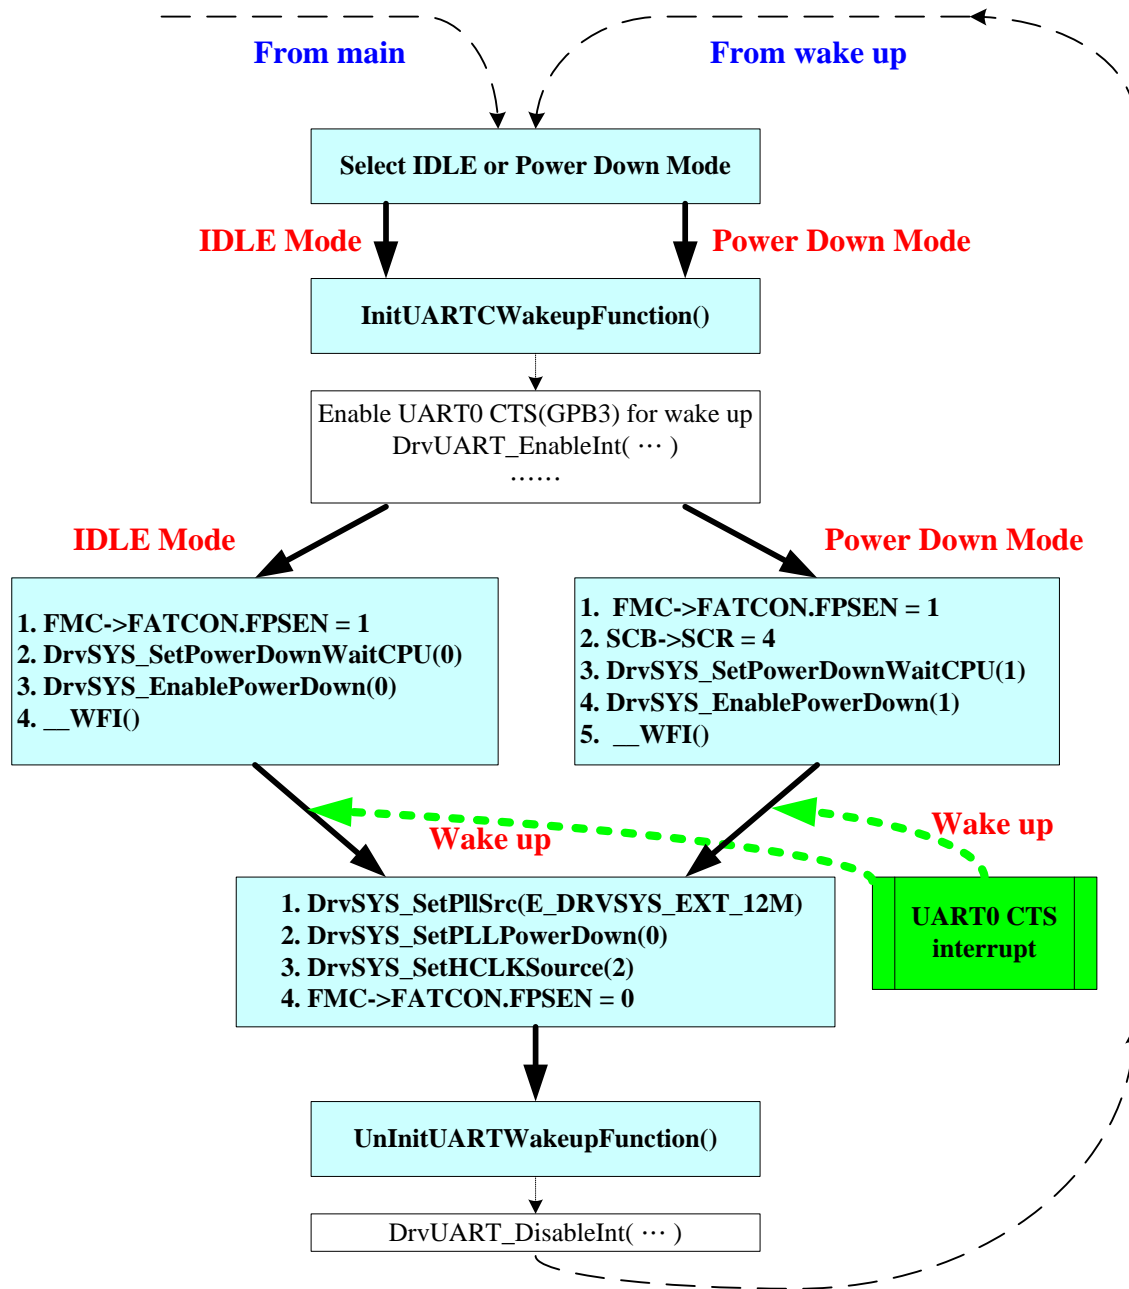 From main
From wake up
Select IDLE or Power Down Mode
IDLE Mode
Power Down Mode
InitUARTCWakeupFunction()
Enable UART0 CTS(GPB3) for wake up
DrvUART_EnableInt( ··· )
······
IDLE Mode
Power Down Mode
1. FMC->FATCON.FPSEN = 1
2. DrvSYS_SetPowerDownWaitCPU(0)
3. DrvSYS_EnablePowerDown(0)
4. __WFI()
1. FMC->FATCON.FPSEN = 1
2. SCB->SCR = 4
3. DrvSYS_SetPowerDownWaitCPU(1)
4. DrvSYS_EnablePowerDown(1)
5. __WFI()
Wake up
Wake up
1. DrvSYS_SetPllSrc(E_DRVSYS_EXT_12M)
2. DrvSYS_SetPLLPowerDown(0)
3. DrvSYS_SetHCLKSource(2)
4. FMC->FATCON.FPSEN = 0
UART0 CTS
interrupt
UnInitUARTWakeupFunction()
DrvUART_DisableInt( ··· )